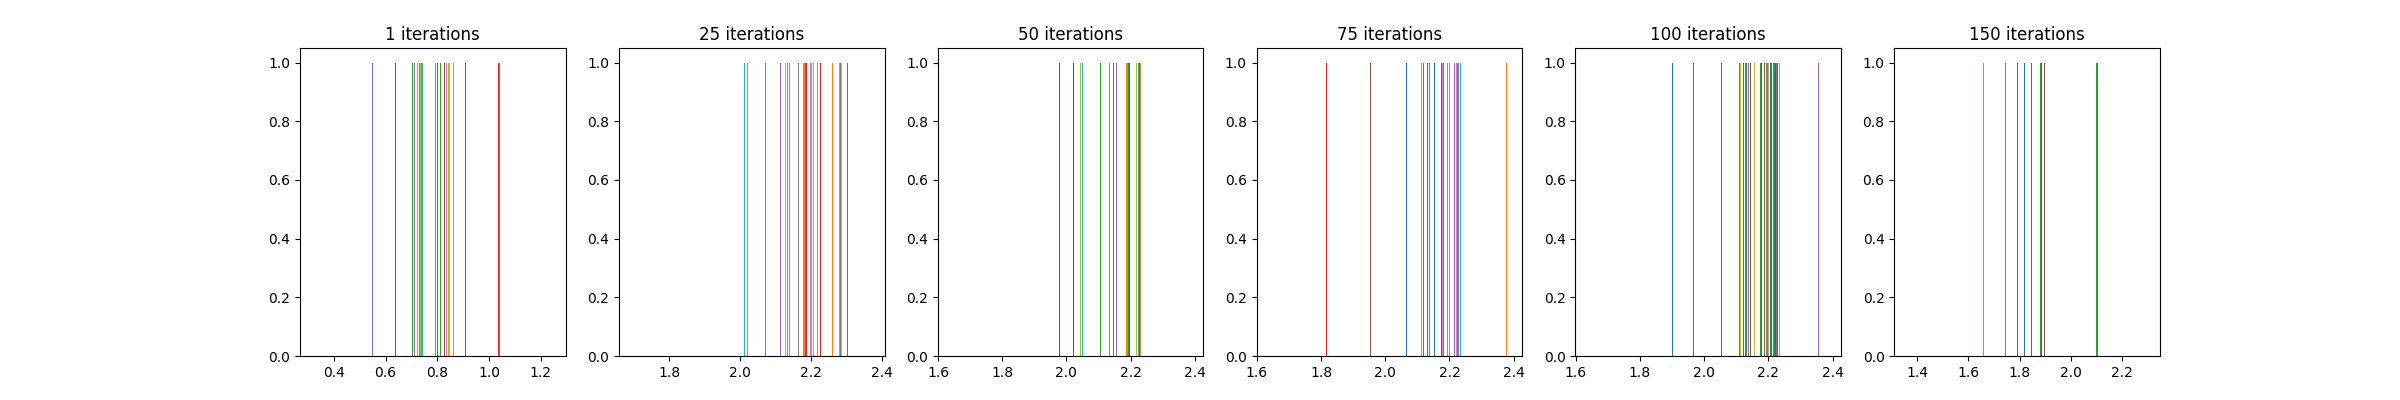 1 iterations
25 iterations
50 iterations
75 iterations
100 iterations
150 iterations
1.0 1.0 1.0 1.0 1.0 1.0
0.8 0.8 0.8 0.8 0.8 0.8
0.6 0.6 0.6 0.6 0.6 0.6
0.4 0.4 0.4 0.4 0.4 0.4
0.2 0.2 0.2 0.2 0.2 0.2
0.0 0.0 0.0 0.0 0.0 0.0
0.4 0.6 0.8 1.0 1.2
1.8 2.0 2.2 2.4
1.6 1.8 2.0 2.2 2.4
1.6 1.8 2.0 2.2 2.4
1.6 1.8 2.0 2.2 2.4
1.4 1.6 1.8 2.0 2.2